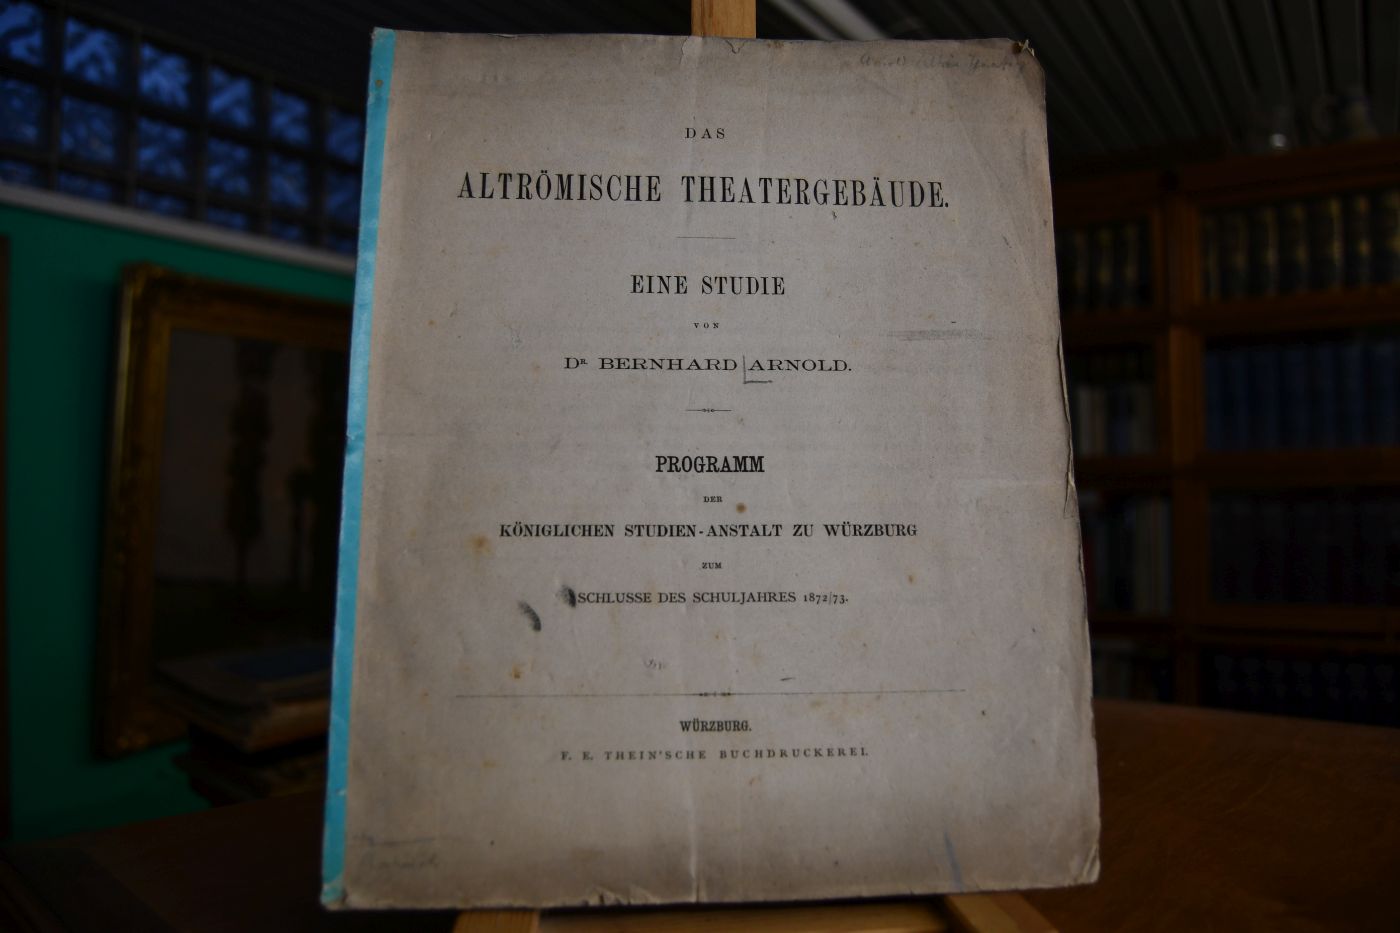 DAS
ALTRÖMISCHE THEATERGEBÄUDE.
EINE STUDIE
VON
DR. BERNHARD ARNOLD.
PROGRAMM
DER
KÖNIGLICHEN STUDIEN-ANSTALT ZU WÜRZBURG
ZUM
SCHLUSSE DES SCHULJAHRES 1872/73.
WÜRZBURG.
F. E. THEIN'SCHE BUCHDRUCKEREI.